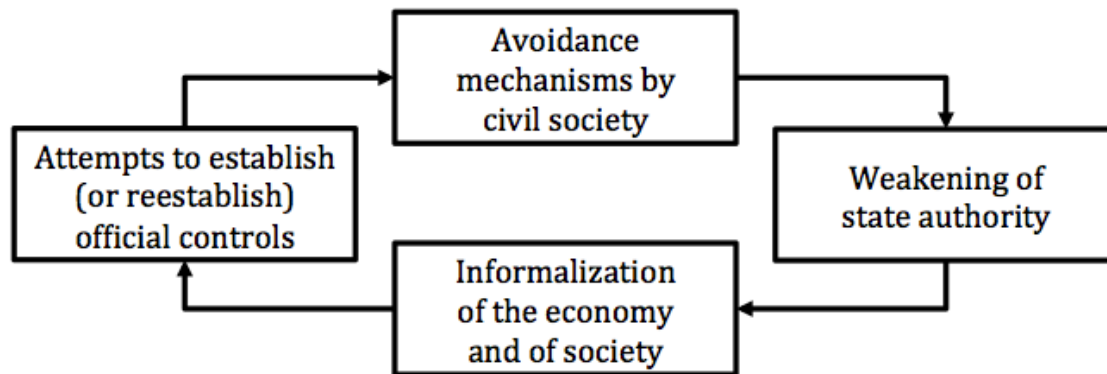 Avoidance
mechanisms by
civil society
Attempts to establish
(or reestablish)
official controls
Weakening of
state authority
Informalization
of the economy
and of society